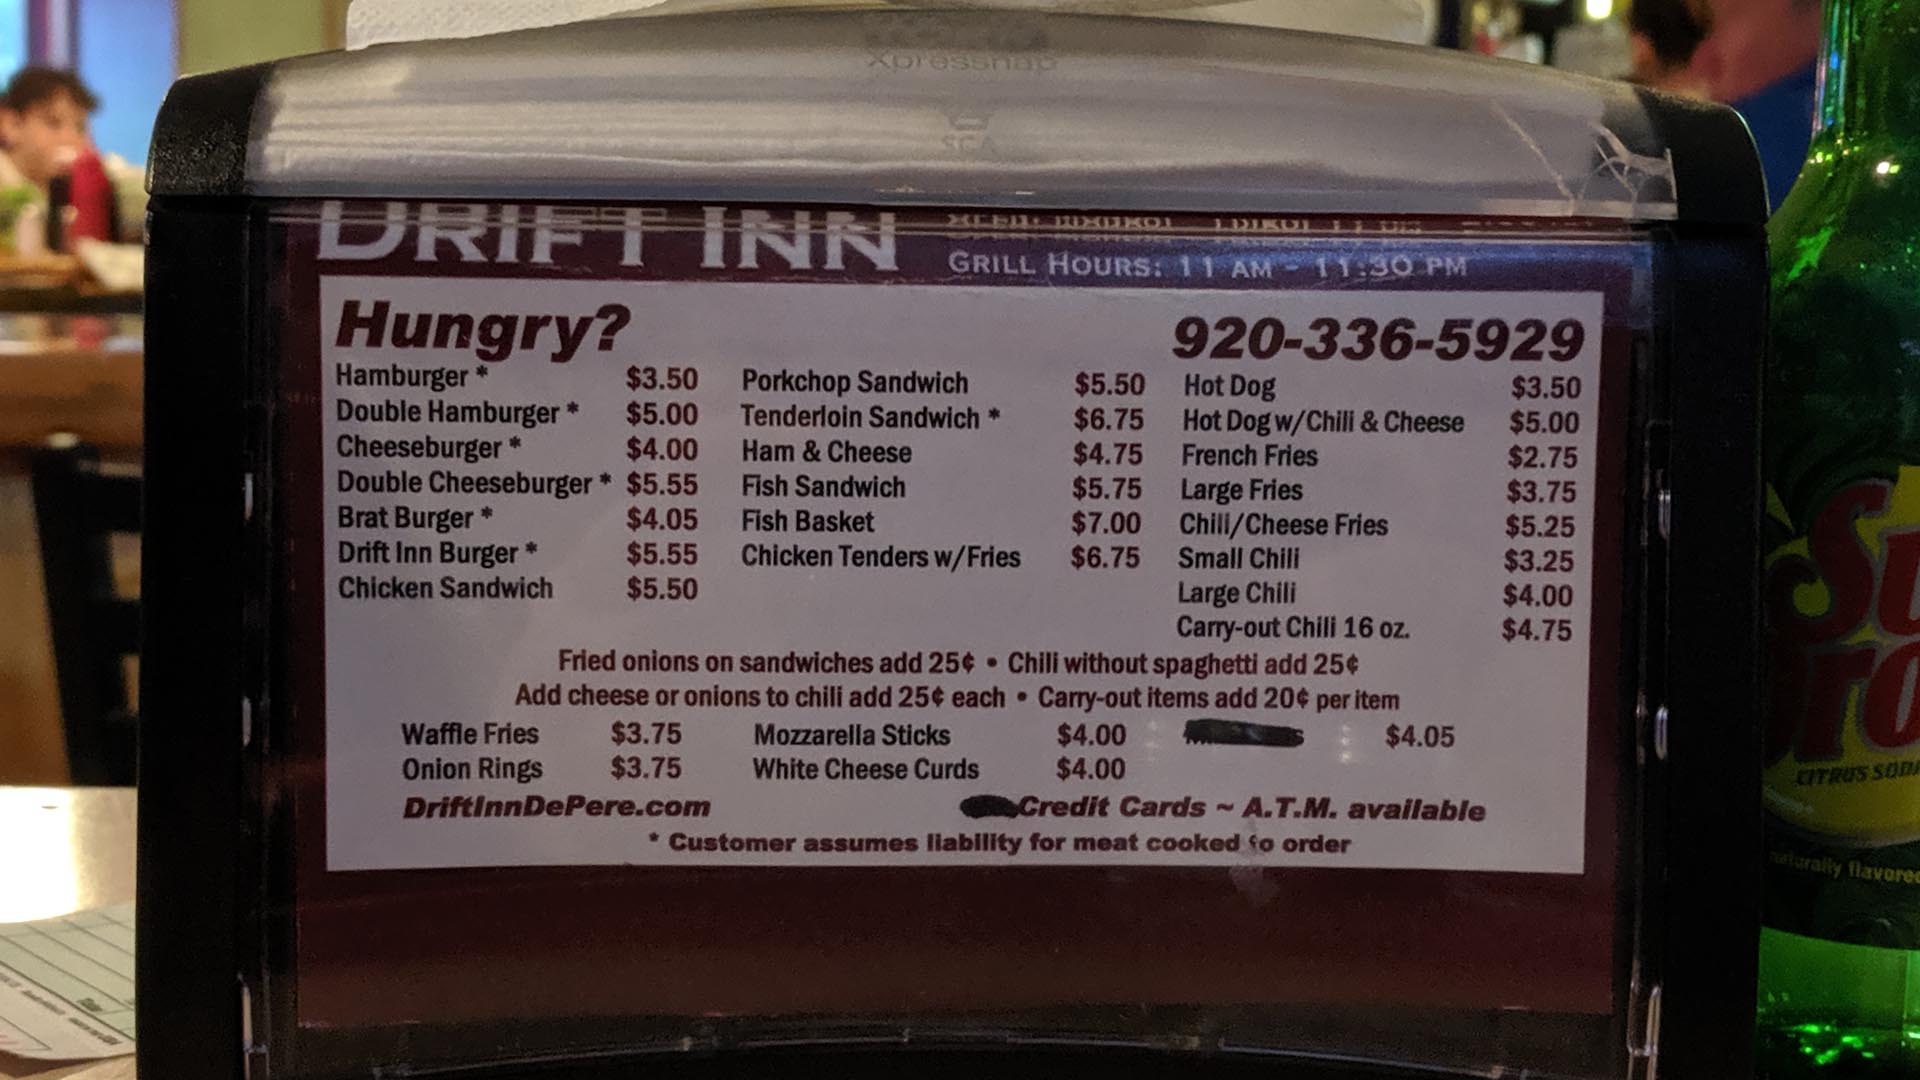 Xpressnap
SCA
DRIFT INN
GRILL HOURS: 11 AM - 11:30 PM
Hungry?
920-336-5929
Hamburger * $3.50
Double Hamburger * $5.00
Cheeseburger * $4.00
Double Cheeseburger * $5.55
Brat Burger * $4.05
Drift Inn Burger * $5.55
Chicken Sandwich $5.50
Porkchop Sandwich $5.50
Tenderloin Sandwich * $6.75
Ham & Cheese $4.75
Fish Sandwich $5.75
Fish Basket $7.00
Chicken Tenders w/Fries $6.75
Hot Dog $3.50
Hot Dog w/Chili & Cheese $5.00
French Fries $2.75
Large Fries $3.75
Chili/Cheese Fries $5.25
Small Chili $3.25
Large Chili $4.00
Carry-out Chili 16 oz. $4.75
Fried onions on sandwiches add 25¢ • Chili without spaghetti add 25¢
Add cheese or onions to chili add 25¢ each • Carry-out items add 20¢ per item
Waffle Fries $3.75 Mozzarella Sticks $4.00 $4.05
Onion Rings $3.75 White Cheese Curds $4.00
DriftInnDePere.com Credit Cards ~ A.T.M. available
* Customer assumes liability for meat cooked to order
CITRUS SODA
naturally flavored